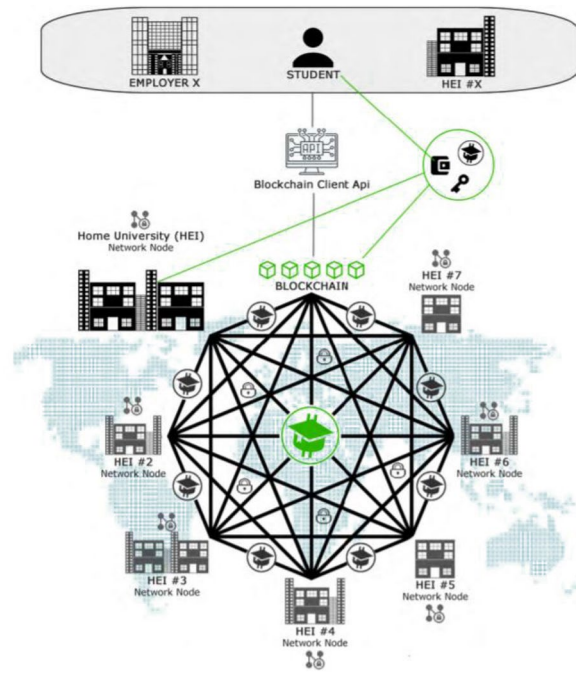 EMPLOYER X
STUDENT
HEI #X
API
Blockchain Client Api
Home University (HEI)
Network Node
BLOCKCHAIN
HEI #7
Network Node
HEI #2
Network Node
HEI #6
Network Node
HEI #3
Network Node
HEI #5
Network Node
HEI #4
Network Node